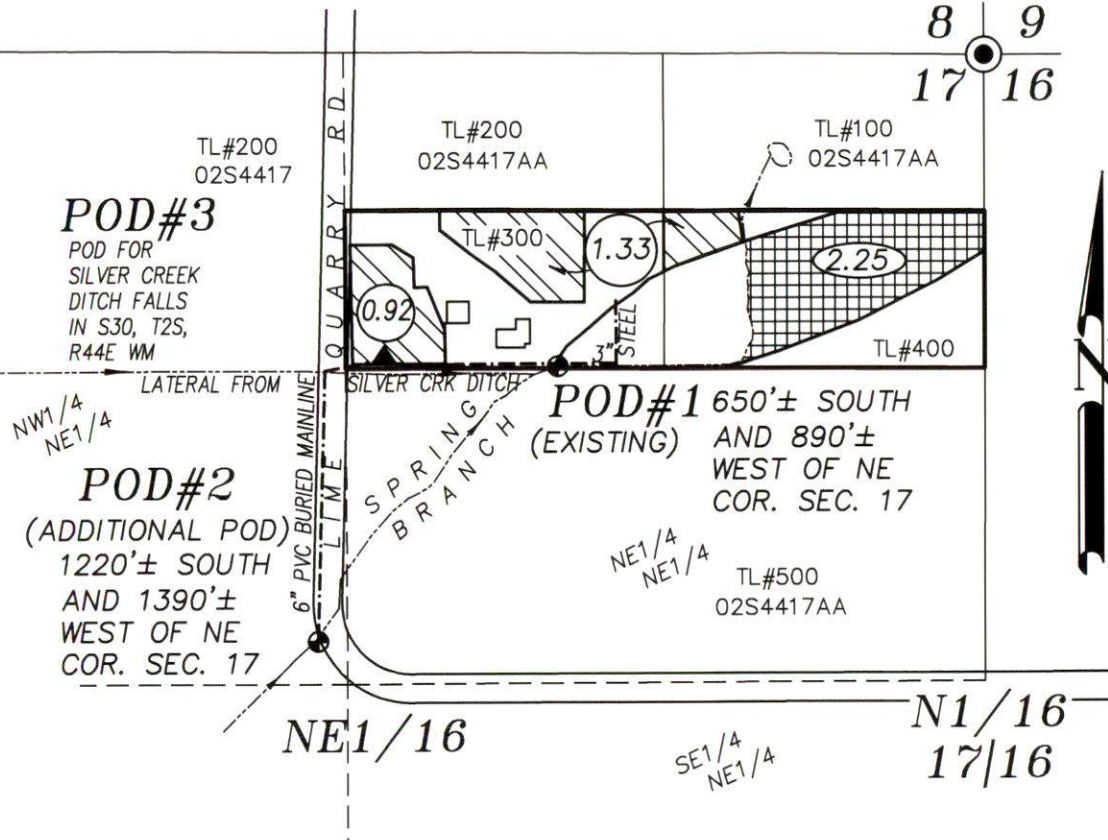 8 9
17 16
TL#200
02S4417
TL#200
02S4417AA
TL#100
02S4417AA
POD#3
POD FOR
SILVER CREEK
DITCH FALLS
IN S30, T2S,
R44E WM
LIME QUARRY RD
TL#300
1.33
2.25
0.92
3" STEEL
TL#400
LATERAL FROM SILVER CRK DITCH
NW1/4
NE1/4
POD#1
(EXISTING)
650'± SOUTH
AND 890'±
WEST OF NE
COR. SEC. 17
POD#2
(ADDITIONAL POD)
1220'± SOUTH
AND 1390'±
WEST OF NE
COR. SEC. 17
6" PVC BURIED MAINLINE
SPRING
BRANCH
NE1/4
NE1/4
TL#500
02S4417AA
N
NE1/16
N1/16
17|16
SE1/4
NE1/4